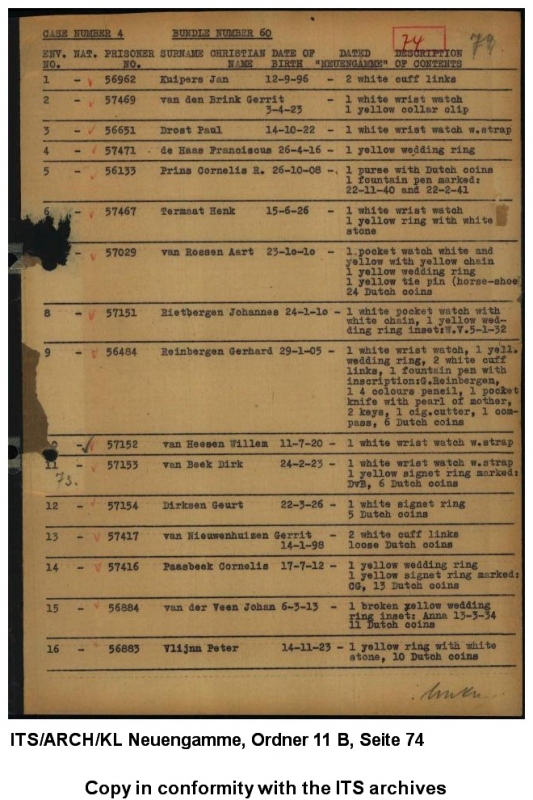 CASE NUMBER 4 BUNDLE NUMBER 60 74 79
ENV. NAT. PRISONER SURNAME CHRISTIAN DATE OF DATED DESCRIPTION
NO. NO. NAME BIRTH "NEUENGAMME" OF CONTENTS
1 - 56962 Kuipers Jan 12-9-96 - 2 white cuff links
2 - 57469 van den Brink Gerrit - 1 white wrist watch
3-4-23 1 yellow collar clip
3 - 56651 Drost Paul 14-10-22 - 1 white wrist watch w.strap
4 - 57471 de Haas Franciscus 26-4-16 - 1 yellow wedding ring
5 - 56133 Prins Cornelis R. 26-10-08 - 1 purse with Dutch coins
1 fountain pen marked:
22-11-40 and 22-2-41
6 - 57467 Termaat Henk 15-6-26 - 1 white wrist watch
1 yellow ring with white
stone
- 57029 van Rossen Aart 23-10-10 - 1 pocket watch white and
yellow with yellow chain
1 yellow wedding ring
1 yellow tie pin (horse-shoe
24 Dutch coins
8 - 57151 Rietbergen Johannes 24-1-10 - 1 white pocket watch with
white chain, 1 yellow wed-
ding ring inset:W.V.5-1-32
9 - 56484 Reinbergen Gerhard 29-1-05 - 1 white wrist watch, 1 yell.
wedding ring, 2 white cuff
links, 1 fountain pen with
inscription:G.Reinbergen,
1 4 colours pencil, 1 pocket
knife with pearl of mother,
2 keys, 1 cig.cutter, 1 com-
pass, 6 Dutch coins
- 57152 van Heesen Willem 11-7-20 - 1 white wrist watch w.strap
11 - 57153 van Beek Dirk 24-2-23 - 1 white wrist watch w.strap
73. 1 yellow signet ring marked:
DvB, 6 Dutch coins
12 - 57154 Dirksen Geurt 22-3-26 - 1 white signet ring
5 Dutch coins
13 - 57417 van Nieuwenhuizen Gerrit - 2 white cuff links
14-1-98 loose Dutch coins
14 - 57416 Paasbeek Cornelis 17-7-12 - 1 yellow wedding ring
1 yellow signet ring marked:
CG, 13 Dutch coins
15 - 56884 van der Veen Johan 6-3-13 - 1 broken yellow wedding
ring inset: Anna 13-3-34
11 Dutch coins
16 - 56883 Vlijnn Peter 14-11-23 - 1 yellow ring with white
stone, 10 Dutch coins
ITS/ARCH/KL Neuengamme, Ordner 11 B, Seite 74
Copy in conformity with the ITS archives